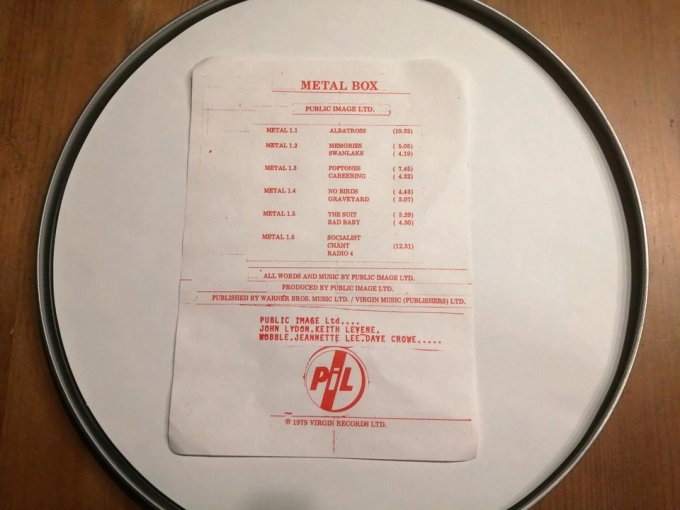 METAL BOX
PUBLIC IMAGE LTD.
METAL 1.1 ALBATROSS (10.32)
METAL 1.2 MEMORIES ( 5.05)
SWANLAKE ( 4.19)
METAL 1.3 POPTONES ( 7.45)
CAREERING ( 4.32)
METAL 1.4 NO BIRDS ( 4.43)
GRAVEYARD ( 3.07)
METAL 1.5 THE SUIT ( 3.29)
BAD BABY ( 4.30)
METAL 1.6 SOCIALIST
CHANT (12.31)
RADIO 4
ALL WORDS AND MUSIC BY PUBLIC IMAGE LTD.
PRODUCED BY PUBLIC IMAGE LTD.
PUBLISHED BY WARNER BROS. MUSIC LTD. / VIRGIN MUSIC (PUBLISHERS) LTD.
PUBLIC IMAGE Ltd....
JOHN LYDON.KEITH LEVENE.
WOBBLE.JEANNETTE LEE.DAVE CROWE.....
PiL
℗ 1979 VIRGIN RECORDS LTD.